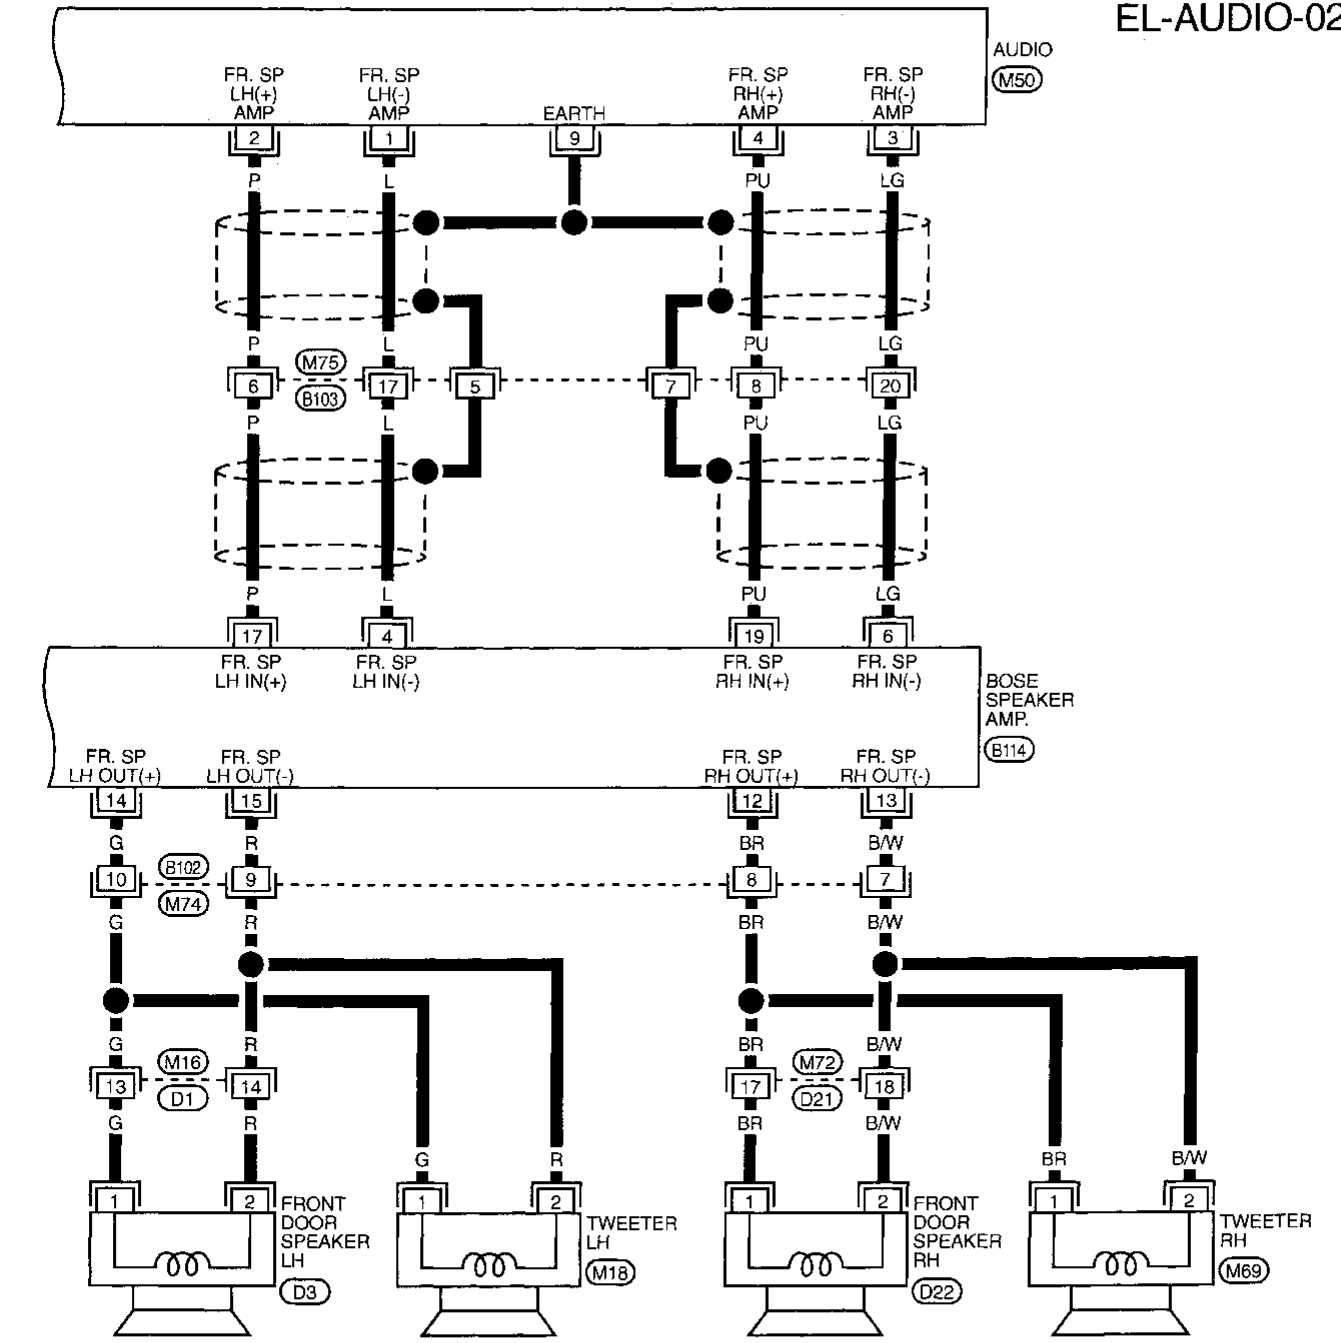 EL-AUDIO-02
AUDIO
M50
FR. SP
LH(+)
AMP
FR. SP
LH(-)
AMP
EARTH
FR. SP
RH(+)
AMP
FR. SP
RH(-)
AMP
2
1
9
4
3
P
L
PU
LG
P
L
PU
LG
M75
6
17
5
7
8
20
B103
P
L
PU
LG
P
L
PU
LG
17
4
19
6
FR. SP
LH IN(+)
FR. SP
LH IN(-)
FR. SP
RH IN(+)
FR. SP
RH IN(-)
BOSE
SPEAKER
AMP.
B114
FR. SP
LH OUT(+)
FR. SP
LH OUT(-)
FR. SP
RH OUT(+)
FR. SP
RH OUT(-)
14
15
12
13
G
R
BR
B/W
B102
10
9
8
7
M74
G
R
BR
B/W
G
R
BR
B/W
M16
M72
13
14
17
18
D1
D21
G
R
BR
B/W
G
R
BR
B/W
1
2
1
2
1
2
1
2
FRONT
DOOR
SPEAKER
LH
D3
TWEETER
LH
M18
FRONT
DOOR
SPEAKER
RH
D22
TWEETER
RH
M69